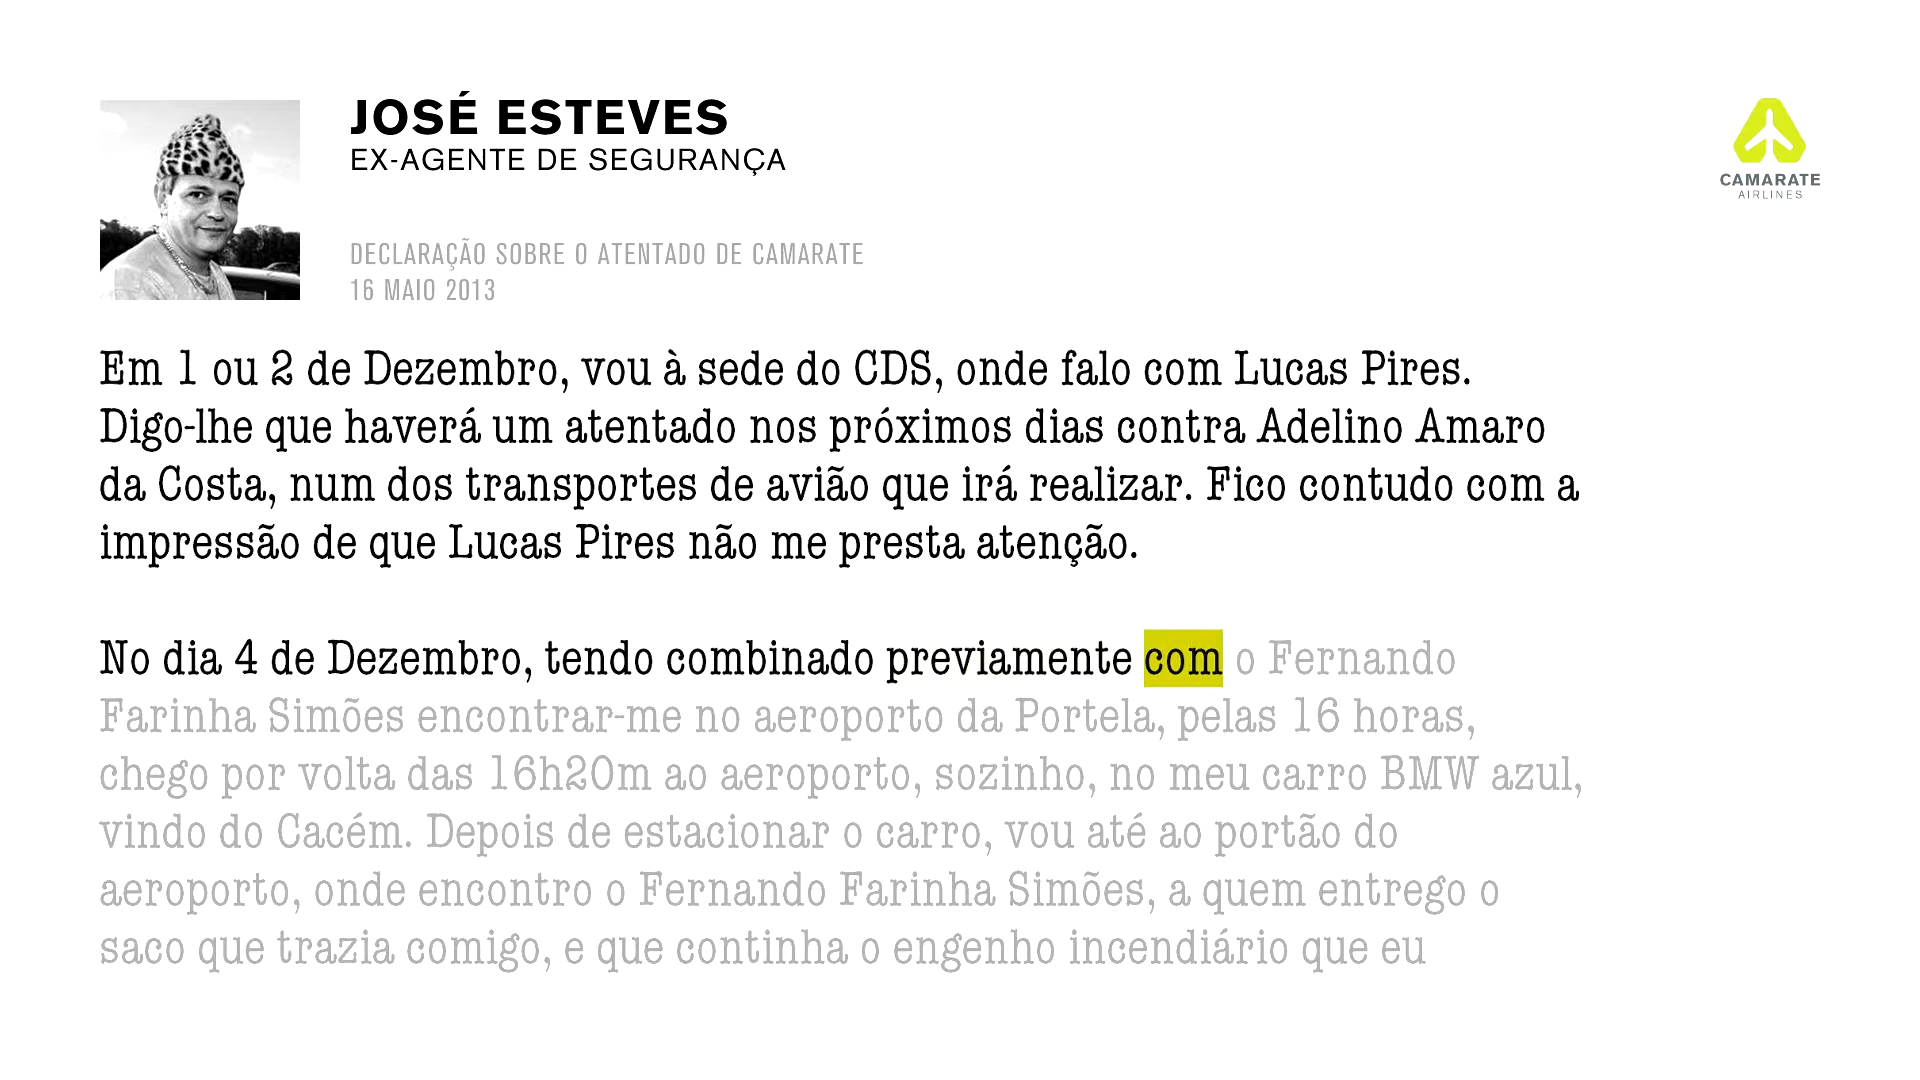 JOSÉ ESTEVES
EX-AGENTE DE SEGURANÇA
CAMARATE
AIRLINES
DECLARAÇÃO SOBRE O ATENTADO DE CAMARATE
16 MAIO 2013
Em 1 ou 2 de Dezembro, vou à sede do CDS, onde falo com Lucas Pires.
Digo-lhe que haverá um atentado nos próximos dias contra Adelino Amaro
da Costa, num dos transportes de avião que irá realizar. Fico contudo com a
impressão de que Lucas Pires não me presta atenção.
No dia 4 de Dezembro, tendo combinado previamente com o Fernando
Farinha Simões encontrar-me no aeroporto da Portela, pelas 16 horas,
chego por volta das 16h20m ao aeroporto, sozinho, no meu carro BMW azul,
vindo do Cacém. Depois de estacionar o carro, vou até ao portão do
aeroporto, onde encontro o Fernando Farinha Simões, a quem entrego o
saco que trazia comigo, e que continha o engenho incendiário que eu